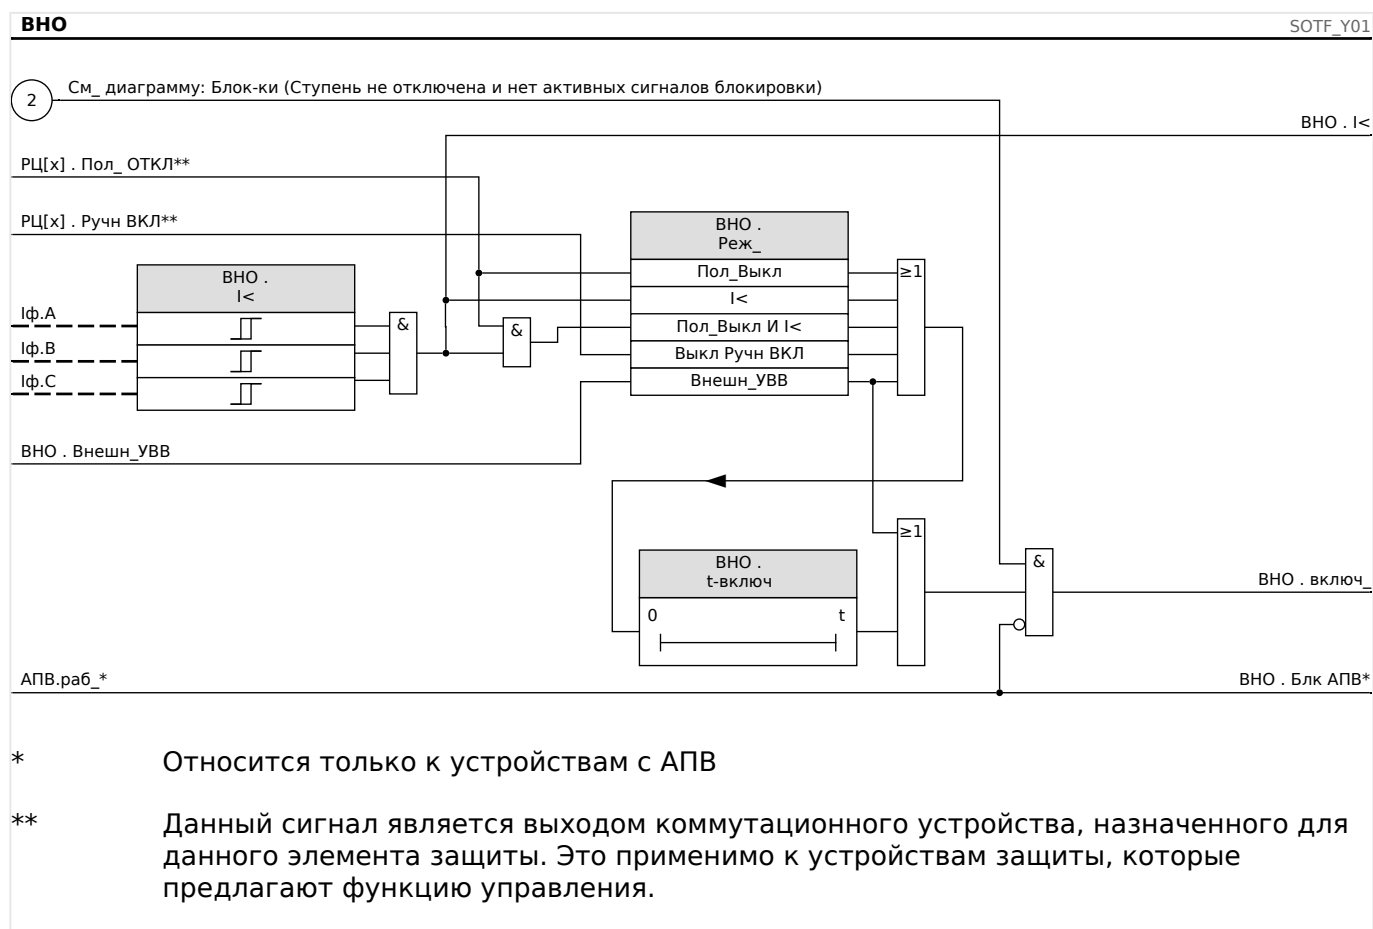 ВНО
SOTF_Y01
2
См_ диаграмму: Блок-ки (Ступень не отключена и нет активных сигналов блокировки)
ВНО . I<
РЦ[x] . Пол_ ОТКЛ**
РЦ[x] . Ручн ВКЛ**
ВНО .
I<
Iф.A
Iф.B
Iф.C
&
&
ВНО .
Реж_
Пол_Выкл
I<
Пол_Выкл И I<
Выкл Ручн ВКЛ
Внешн_УВВ
≥1
ВНО . Внешн_УВВ
ВНО .
t-включ
0
t
≥1
&
ВНО . включ_
АПВ.раб_*
ВНО . Блк АПВ*
* Относится только к устройствам с АПВ
** Данный сигнал является выходом коммутационного устройства, назначенного для
данного элемента защиты. Это применимо к устройствам защиты, которые
предлагают функцию управления.